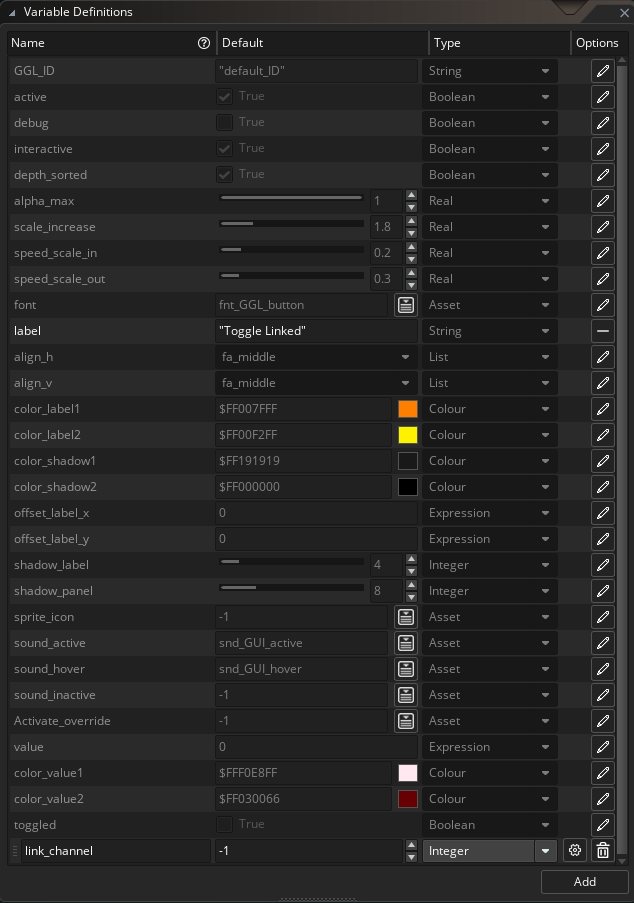 Variable Definitions
Name Default Type Options
GGL_ID "default_ID" String
active True Boolean
debug True Boolean
interactive True Boolean
depth_sorted True Boolean
alpha_max 1 Real
scale_increase 1.8 Real
speed_scale_in 0.2 Real
speed_scale_out 0.3 Real
font fnt_GGL_button Asset
label "Toggle Linked" String
align_h fa_middle List
align_v fa_middle List
color_label1 $FF007FFF Colour
color_label2 $FF00F2FF Colour
color_shadow1 $FF191919 Colour
color_shadow2 $FF000000 Colour
offset_label_x 0 Expression
offset_label_y 0 Expression
shadow_label 4 Integer
shadow_panel 8 Integer
sprite_icon -1 Asset
sound_active snd_GUI_active Asset
sound_hover snd_GUI_hover Asset
sound_inactive -1 Asset
Activate_override -1 Asset
value 0 Expression
color_value1 $FFF0E8FF Colour
color_value2 $FF030066 Colour
toggled True Boolean
link_channel -1 Integer
Add